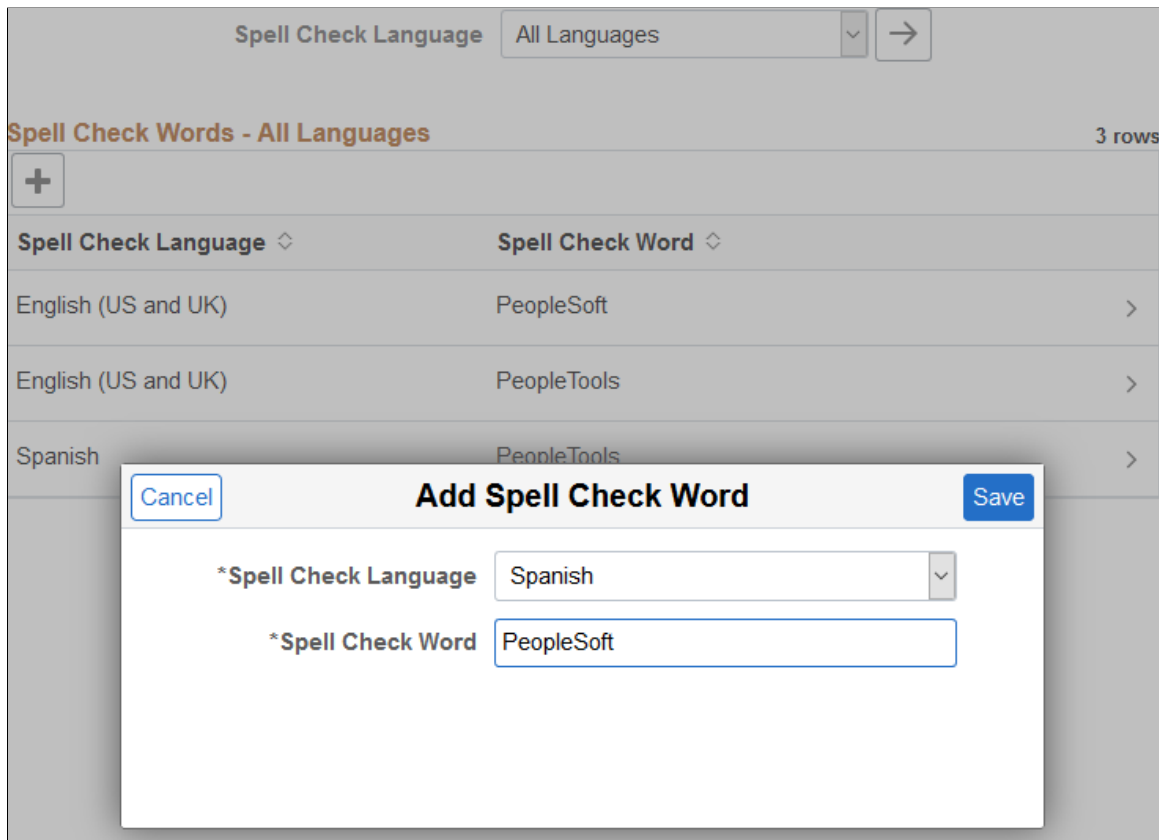 Spell Check Language All Languages
Spell Check Words - All Languages 3 rows
Spell Check Language Spell Check Word
English (US and UK) PeopleSoft
English (US and UK) PeopleTools
Spanish PeopleTools
Cancel Add Spell Check Word Save
*Spell Check Language Spanish
*Spell Check Word PeopleSoft